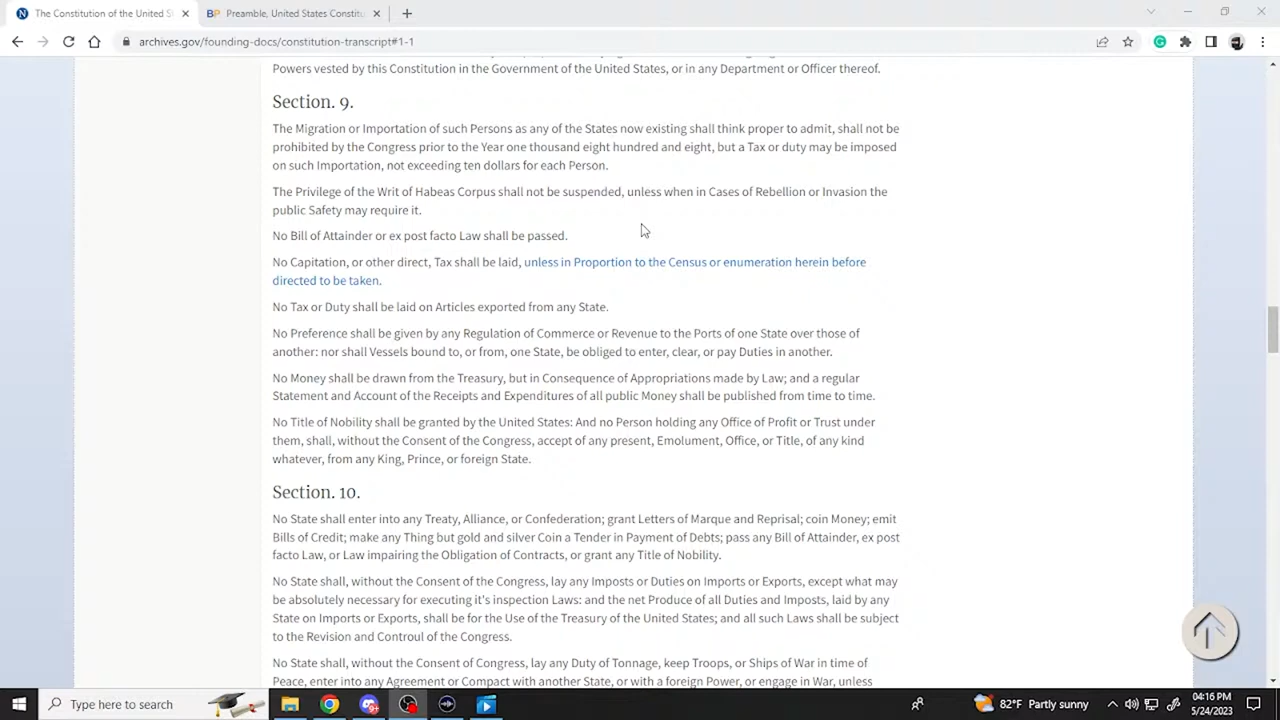 The Constitution of the United S
Preamble, United States Constitu
archives.gov/founding-docs/constitution-transcript#1-1
Powers vested by this Constitution in the Government of the United States, or in any Department or Officer thereof.
Section. 9.
The Migration or Importation of such Persons as any of the States now existing shall think proper to admit, shall not be
prohibited by the Congress prior to the Year one thousand eight hundred and eight, but a Tax or duty may be imposed
on such Importation, not exceeding ten dollars for each Person.
The Privilege of the Writ of Habeas Corpus shall not be suspended, unless when in Cases of Rebellion or Invasion the
public Safety may require it.
No Bill of Attainder or ex post facto Law shall be passed.
No Capitation, or other direct, Tax shall be laid, unless in Proportion to the Census or enumeration herein before
directed to be taken.
No Tax or Duty shall be laid on Articles exported from any State.
No Preference shall be given by any Regulation of Commerce or Revenue to the Ports of one State over those of
another: nor shall Vessels bound to, or from, one State, be obliged to enter, clear, or pay Duties in another.
No Money shall be drawn from the Treasury, but in Consequence of Appropriations made by Law; and a regular
Statement and Account of the Receipts and Expenditures of all public Money shall be published from time to time.
No Title of Nobility shall be granted by the United States: And no Person holding any Office of Profit or Trust under
them, shall, without the Consent of the Congress, accept of any present, Emolument, Office, or Title, of any kind
whatever, from any King, Prince, or foreign State.
Section. 10.
No State shall enter into any Treaty, Alliance, or Confederation; grant Letters of Marque and Reprisal; coin Money; emit
Bills of Credit; make any Thing but gold and silver Coin a Tender in Payment of Debts; pass any Bill of Attainder, ex post
facto Law, or Law impairing the Obligation of Contracts, or grant any Title of Nobility.
No State shall, without the Consent of the Congress, lay any Imposts or Duties on Imports or Exports, except what may
be absolutely necessary for executing it's inspection Laws: and the net Produce of all Duties and Imposts, laid by any
State on Imports or Exports, shall be for the Use of the Treasury of the United States; and all such Laws shall be subject
to the Revision and Controul of the Congress.
No State shall, without the Consent of Congress, lay any Duty of Tonnage, keep Troops, or Ships of War in time of
Peace, enter into any Agreement or Compact with another State, or with a foreign Power, or engage in War, unless
Type here to search
82°F Partly sunny
04:16 PM
5/24/2023